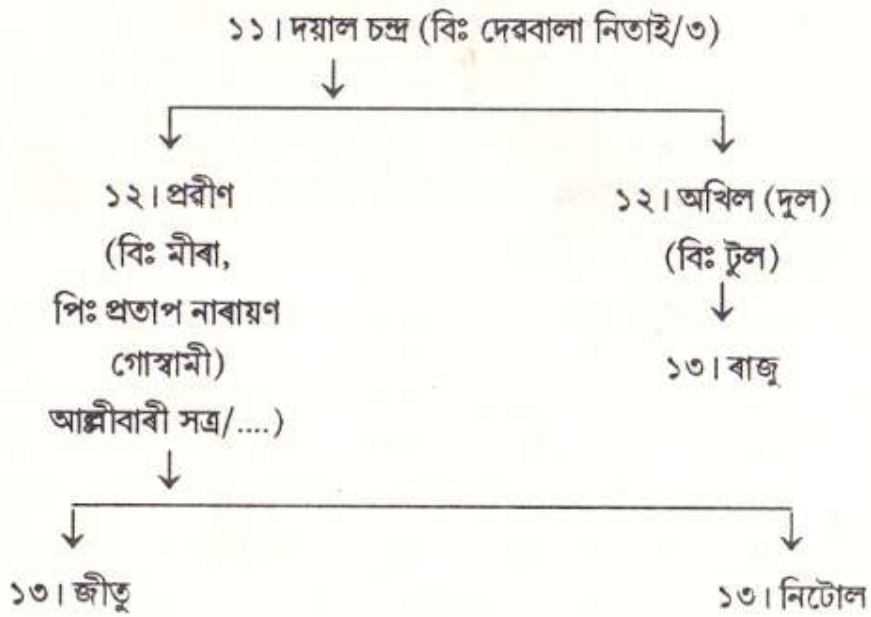 ১১। দয়াল চন্দ্ৰ (বিঃ দেৱবালা নিতাই/৩)
১২। প্ৰৱীণ
(বিঃ মীৰা,
পিঃ প্ৰতাপ নাৰায়ণ
গোস্বামী)
আল্লীবাৰী সত্ৰ/....)
১২। অখিল (দুল)
(বিঃ টুল)
১৩। ৰাজু
১৩। জীতু
১৩। নিটোল